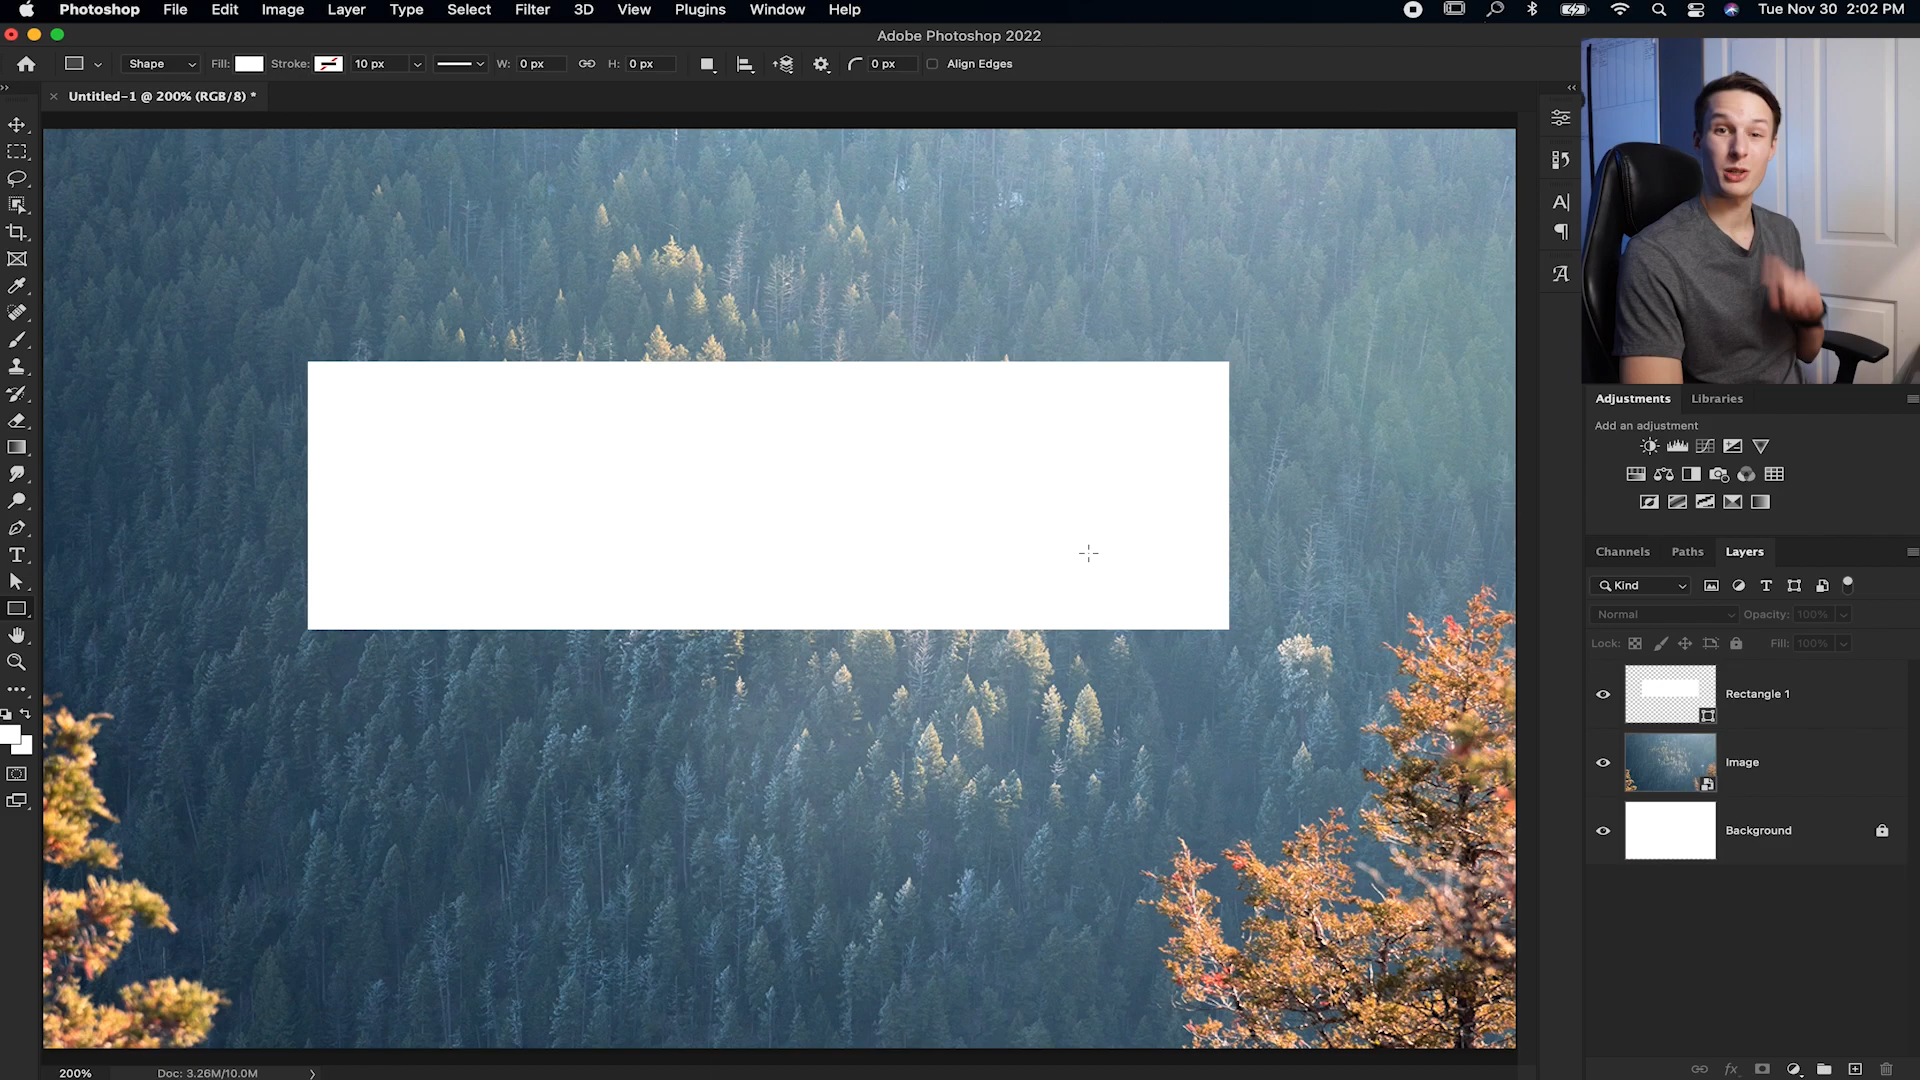 Photoshop File Edit Image Layer Type Select Filter 3D View Plugins Window Help Tue Nov 30 2:02 PM
Adobe Photoshop 2022
Shape Fill: Stroke: 10 px W: 0 px H: 0 px 0 px Align Edges
Untitled-1 @ 200% (RGB/8) *
Adjustments Libraries
Add an adjustment
Channels Paths Layers
Kind
Normal Opacity: 100%
Lock: Fill: 100%
Rectangle 1
Image
Background
200% Doc: 3.26M/10.0M